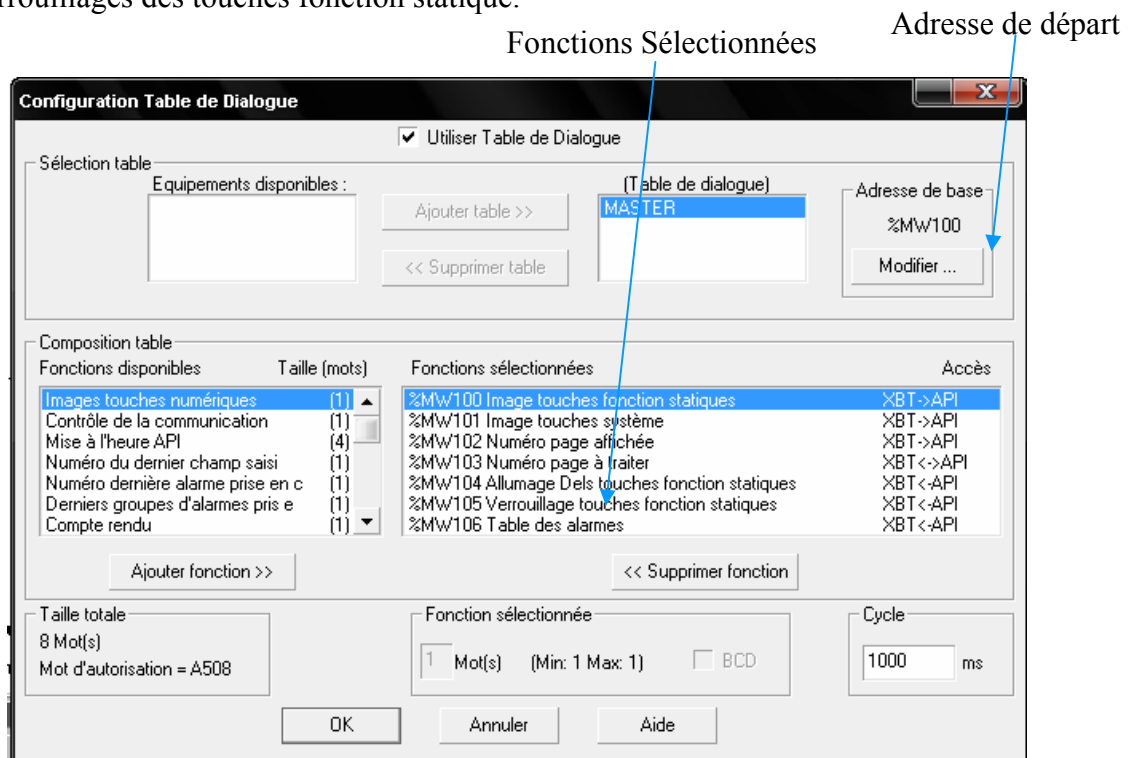 rrouillages des touches fonction statique.
Adresse de départ
Fonctions Sélectionnées
Configuration Table de Dialogue
Utiliser Table de Dialogue
Sélection table
Equipements disponibles :
Ajouter table >>
<< Supprimer table
(Table de dialogue)
MASTER
Adresse de base
%MW100
Modifier ...
Composition table
Fonctions disponibles Taille (mots)
Images touches numériques (1)
Contrôle de la communication (1)
Mise à l'heure API (4)
Numéro du dernier champ saisi (1)
Numéro dernière alarme prise en c (1)
Derniers groupes d'alarmes pris e (1)
Compte rendu (1)
Ajouter fonction >>
Fonctions sélectionnées Accès
%MW100 Image touches fonction statiques XBT->API
%MW101 Image touches système XBT->API
%MW102 Numéro page affichée XBT->API
%MW103 Numéro page à traiter XBT<->API
%MW104 Allumage Dels touches fonction statiques XBT<-API
%MW105 Verrouillage touches fonction statiques XBT<-API
%MW106 Table des alarmes XBT<-API
<< Supprimer fonction
Taille totale
8 Mot(s)
Mot d'autorisation = A508
Fonction sélectionnée
1 Mot(s) (Min: 1 Max: 1) BCD
Cycle
1000 ms
OK Annuler Aide